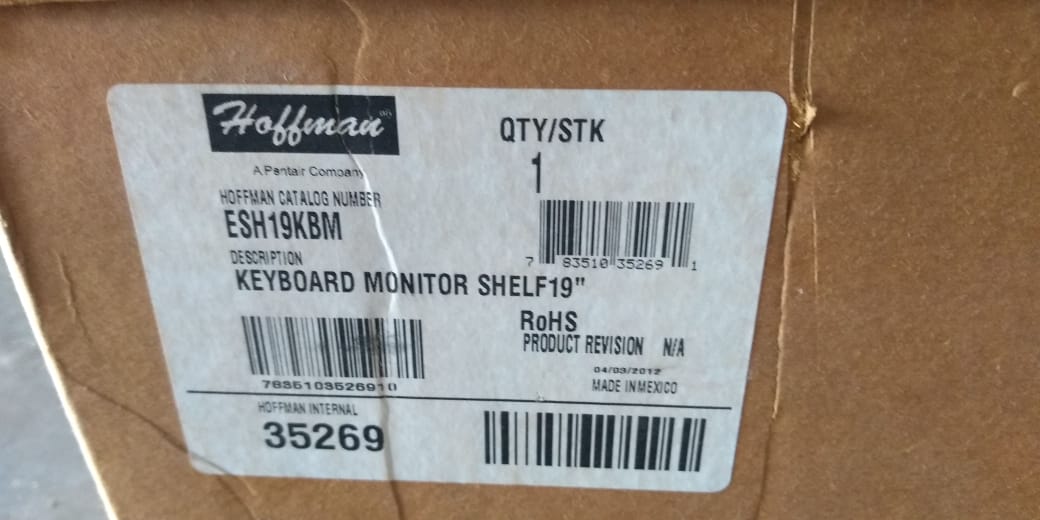 Hoffman
A Pentair Company
QTY/STK
1
HOFFMAN CATALOG NUMBER
ESH19KBM
7 83510 35269 1
DESCRIPTION
KEYBOARD MONITOR SHELF19"
RoHS
PRODUCT REVISION N/A
04/03/2012
MADE IN MEXICO
7835103526910
HOFFMAN INTERNAL
35269